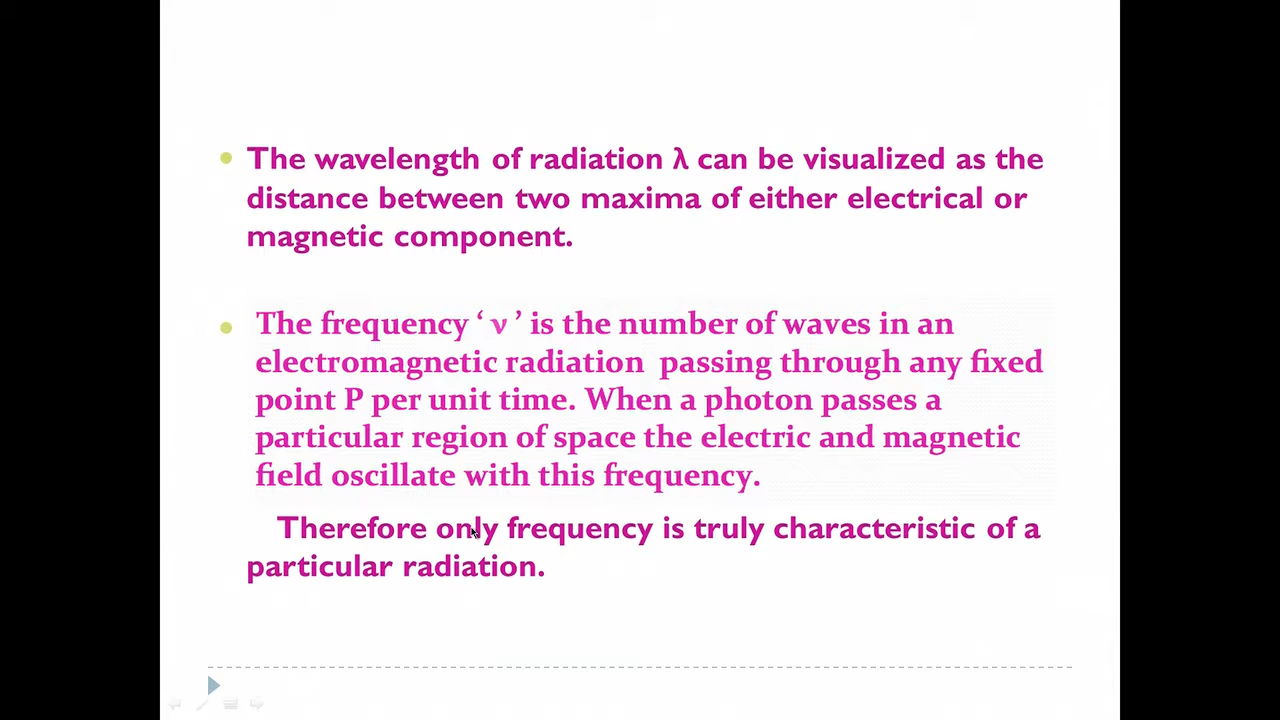 The wavelength of radiation λ can be visualized as the
distance between two maxima of either electrical or
magnetic component.
The frequency ‘ ν ’ is the number of waves in an
electromagnetic radiation passing through any fixed
point P per unit time. When a photon passes a
particular region of space the electric and magnetic
field oscillate with this frequency.
Therefore only frequency is truly characteristic of a
particular radiation.